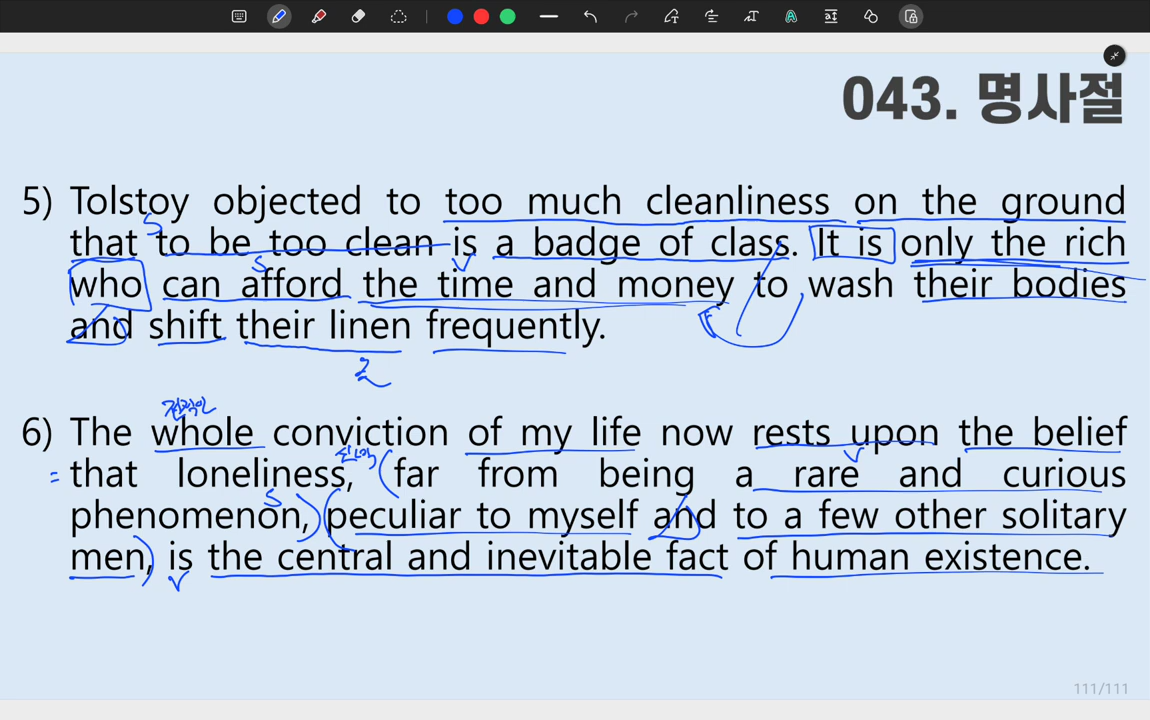 043. 명사절
5) Tolstoy objected to too much cleanliness on the ground
that to be too clean is a badge of class. It is only the rich
who can afford the time and money to wash their bodies
and shift their linen frequently.
2
6) The whole conviction of my life now rests upon the belief
= that loneliness, (far from being a rare and curious
phenomenon,) (peculiar to myself and to a few other solitary
men,) is the central and inevitable fact of human existence.
S
V
S
V
S
V
111/111